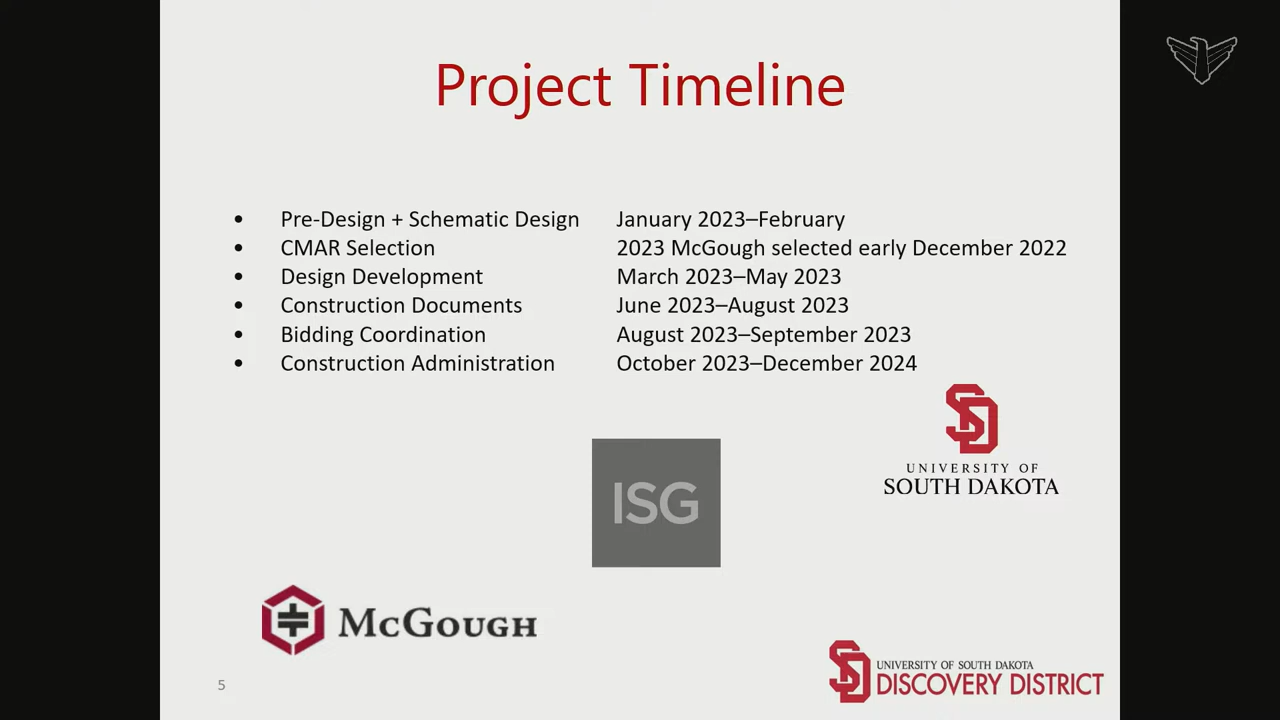 Project Timeline
• Pre-Design + Schematic Design January 2023–February
• CMAR Selection 2023 McGough selected early December 2022
• Design Development March 2023–May 2023
• Construction Documents June 2023–August 2023
• Bidding Coordination August 2023–September 2023
• Construction Administration October 2023–December 2024
SD
UNIVERSITY OF
SOUTH DAKOTA
ISG
McGough
5
SD
UNIVERSITY OF SOUTH DAKOTA
DISCOVERY DISTRICT